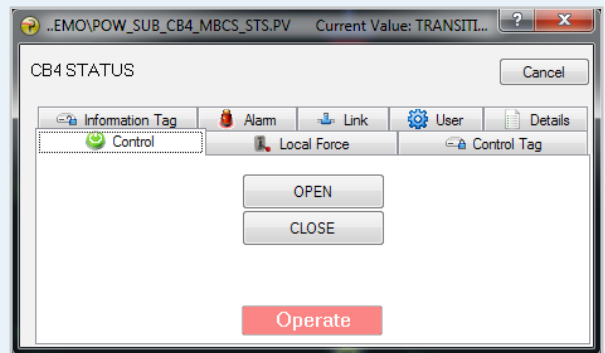 ..EMO\POW_SUB_CB4_MBCS_STS.PV Current Value: TRANSITI... ? X
CB4 STATUS
Cancel
Information Tag Alarm Link User Details
Control Local Force Control Tag
OPEN
CLOSE
Operate